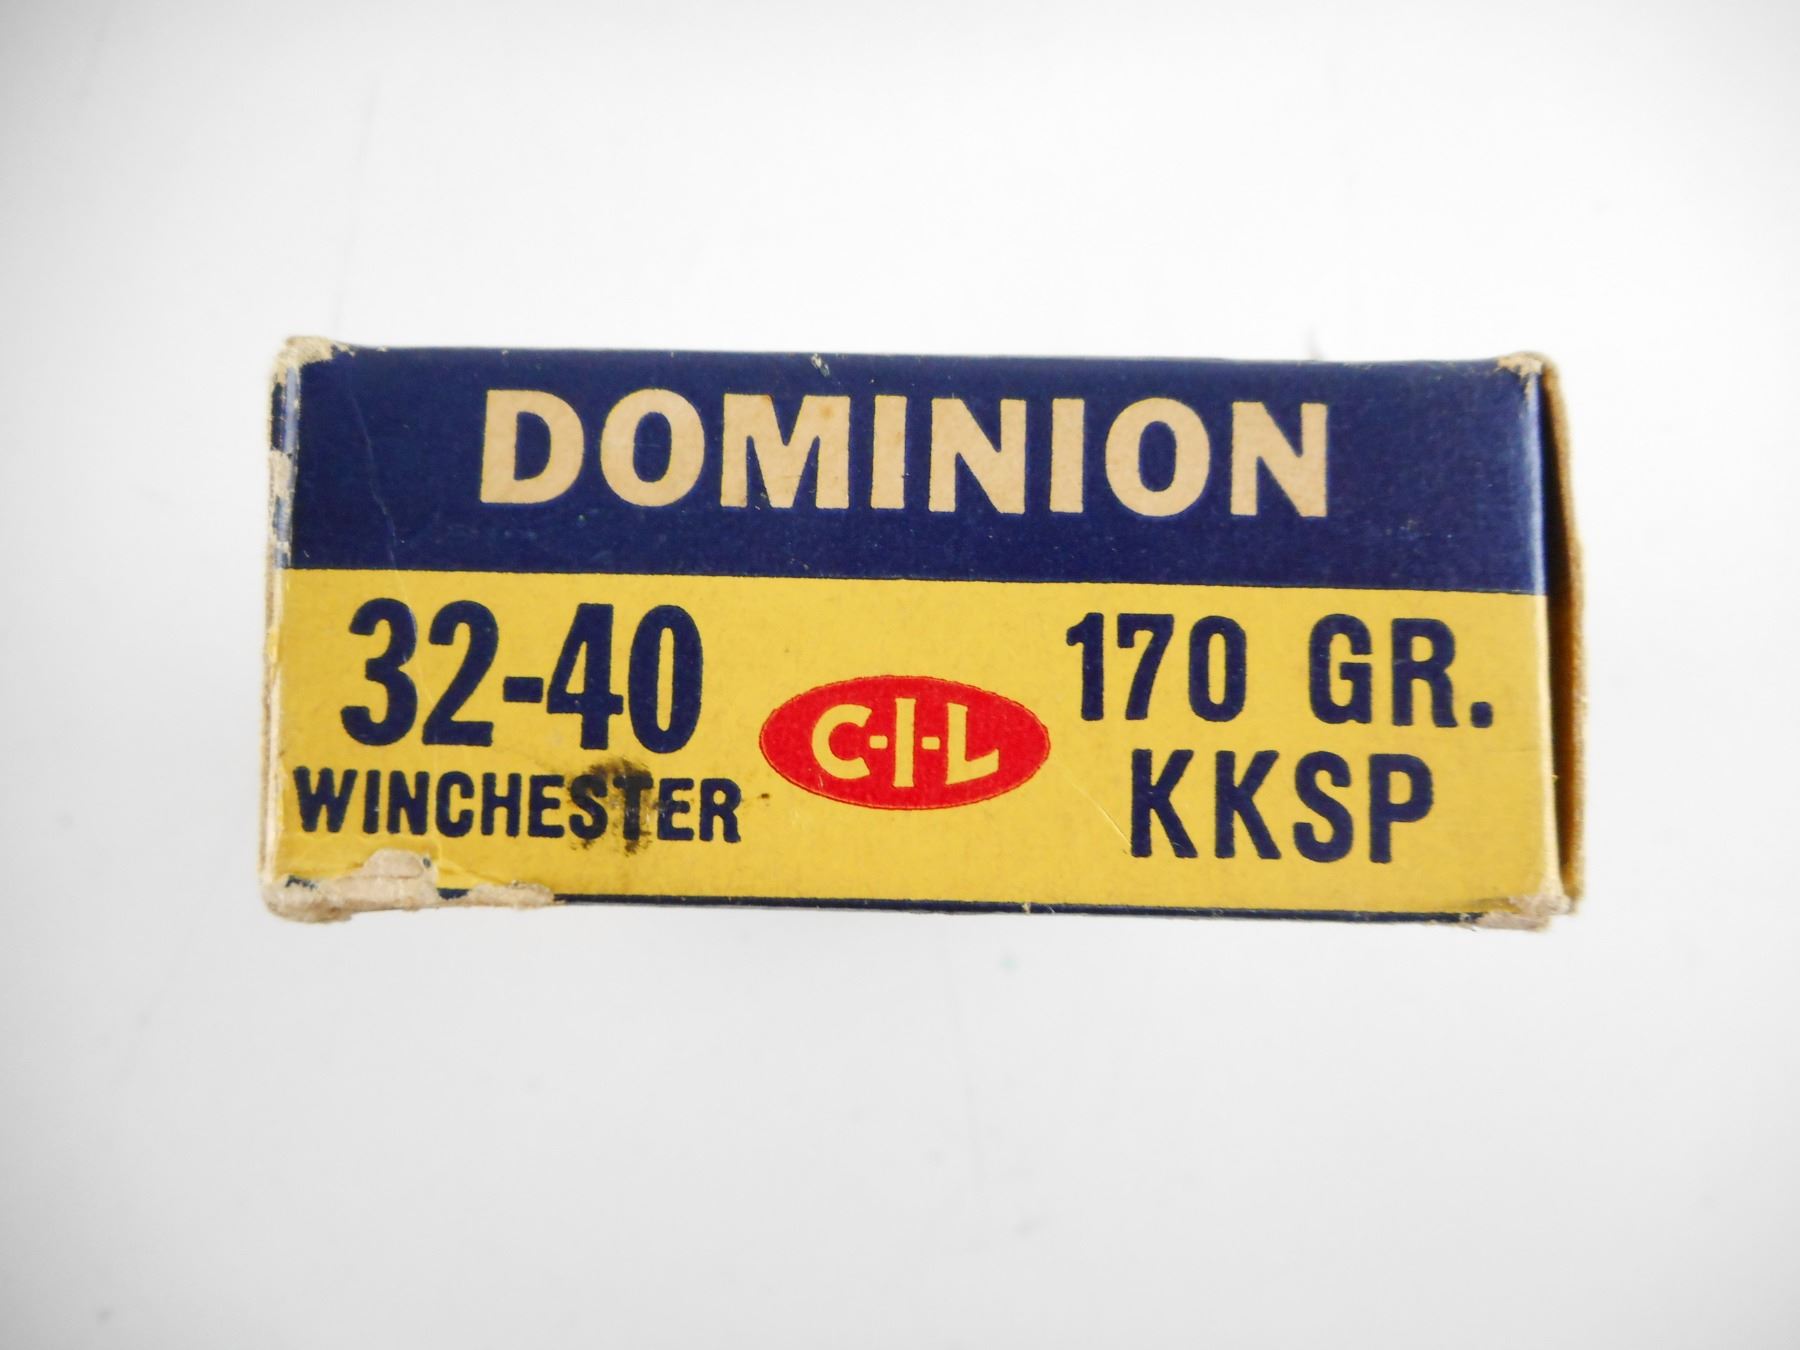 DOMINION
32-40
WINCHESTER
C-I-L
170 GR.
KKSP